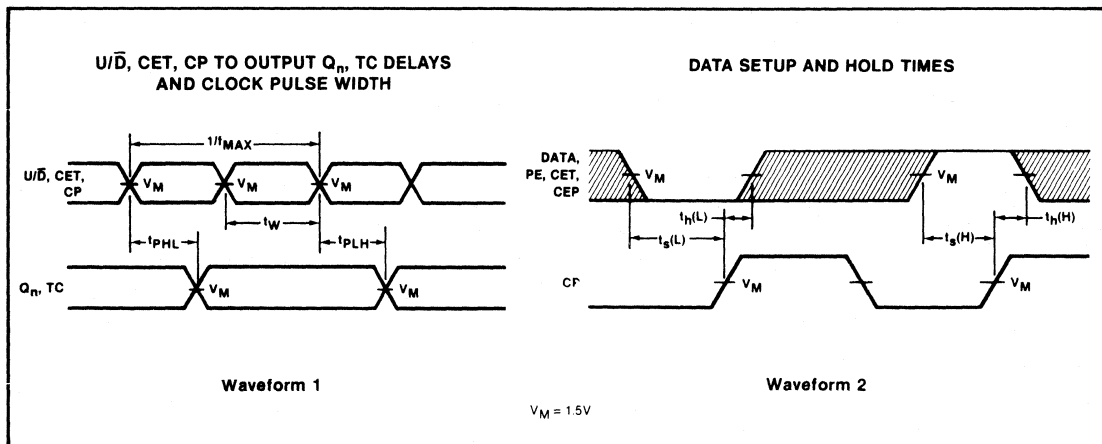 U/D̅, CET, CP TO OUTPUT Qn, TC DELAYS
AND CLOCK PULSE WIDTH
1/fMAX
U/D̅, CET,
CP
VM
VM
VM
tW
tPHL
tPLH
Qn, TC
VM
VM
Waveform 1
DATA SETUP AND HOLD TIMES
DATA,
PE, CET,
CEP
VM
VM
th(L)
th(H)
ts(L)
ts(H)
CP
VM
VM
Waveform 2
VM = 1.5V